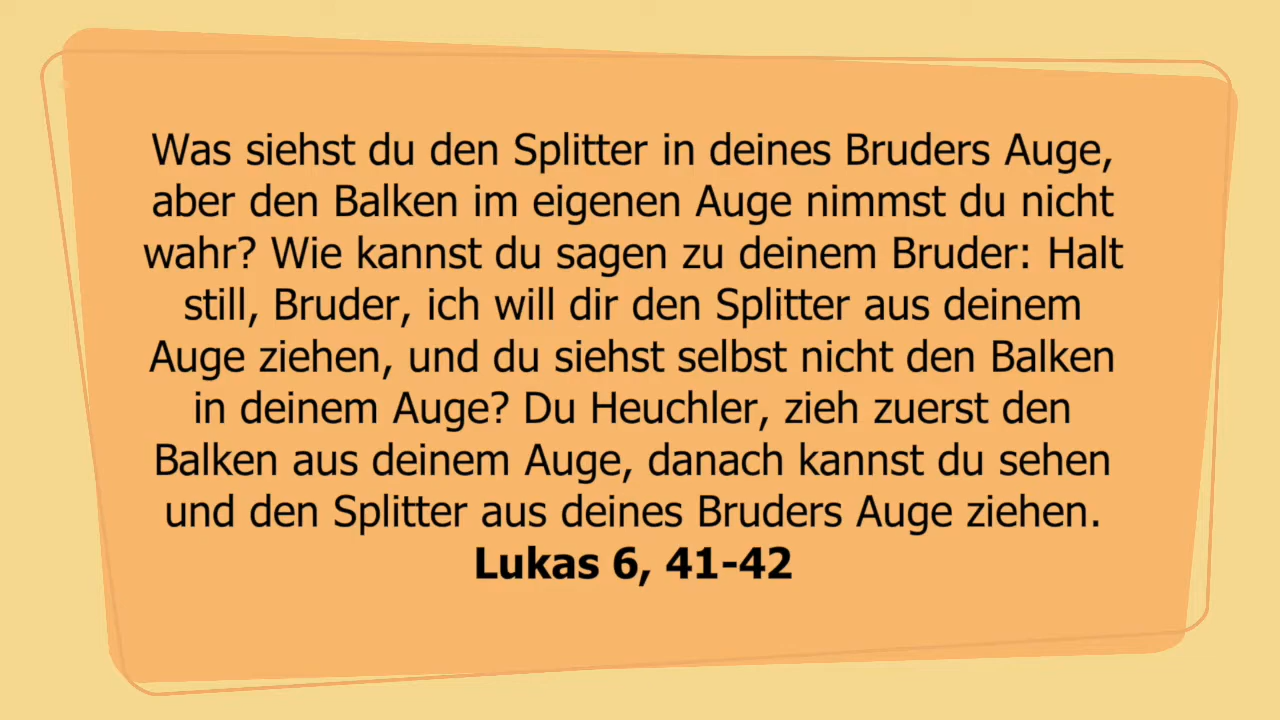 Was siehst du den Splitter in deines Bruders Auge,
aber den Balken im eigenen Auge nimmst du nicht
wahr? Wie kannst du sagen zu deinem Bruder: Halt
still, Bruder, ich will dir den Splitter aus deinem
Auge ziehen, und du siehst selbst nicht den Balken
in deinem Auge? Du Heuchler, zieh zuerst den
Balken aus deinem Auge, danach kannst du sehen
und den Splitter aus deines Bruders Auge ziehen.
Lukas 6, 41-42